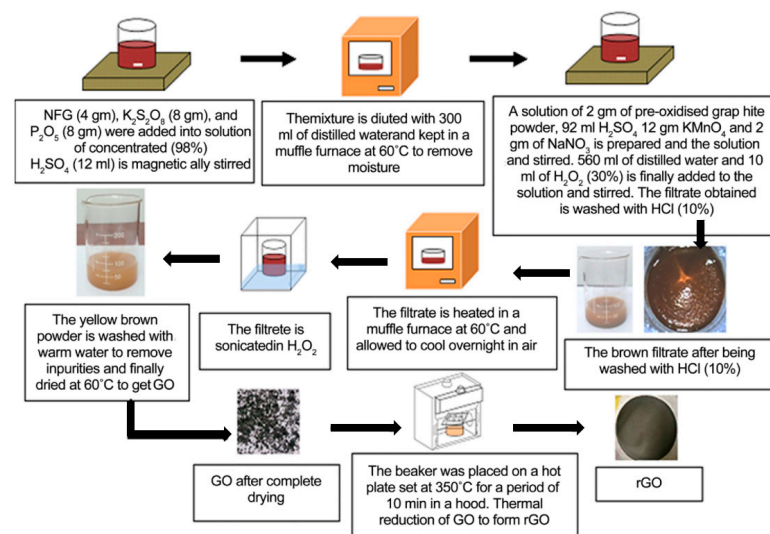 NFG (4 gm), K₂S₂O₈ (8 gm), and
P₂O₅ (8 gm) were added into solution
of concentrated (98%)
H₂SO₄ (12 ml) is magnetic ally stirred
Themixture is diluted with 300
ml of distilled waterand kept in a
muffle furnace at 60°C to remove
moisture
A solution of 2 gm of pre-oxidised grap hite
powder, 92 ml H₂SO₄ 12 gm KMnO₄ and 2
gm of NaNO₃ is prepared and the solution
and stirred. 560 ml of distilled water and 10
ml of H₂O₂ (30%) is finally added to the
solution and stirred. The filtrate obtained
is washed with HCl (10%)
The yellow brown
powder is washed with
warm water to remove
inpurities and finally
dried at 60°C to get GO
The filtrete is
sonicatedin H₂O₂
The filtrate is heated in a
muffle furnace at 60°C and
allowed to cool overnight in air
The brown filtrate after being
washed with HCl (10%)
GO after complete
drying
The beaker was placed on a hot
plate set at 350°C for a period of
10 min in a hood. Thermal
reduction of GO to form rGO
rGO